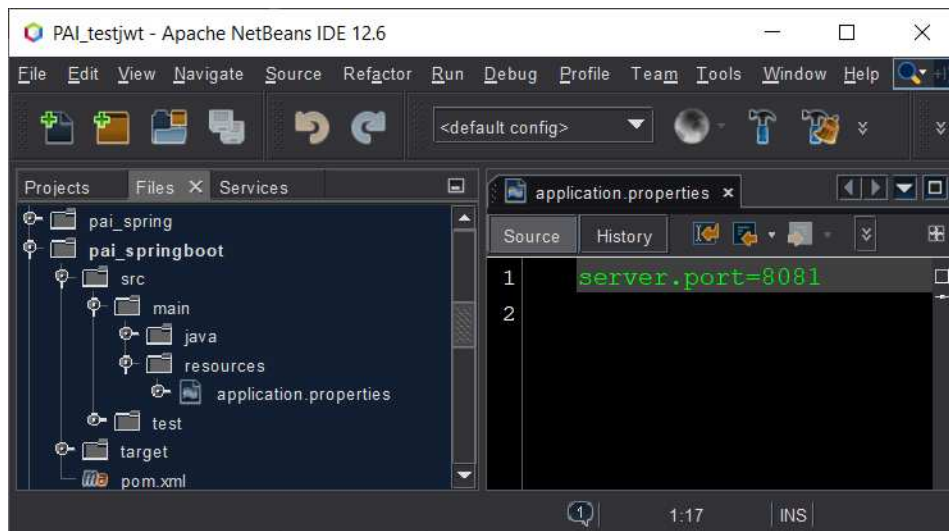 PAI_testjwt - Apache NetBeans IDE 12.6
File Edit View Navigate Source Refactor Run Debug Profile Team Tools Window Help
<default config>
Projects Files Services
application.properties
pai_spring
pai_springboot
src
main
java
resources
application.properties
test
target
pom.xml
Source History
1 server.port=8081
2
1 1:17 INS